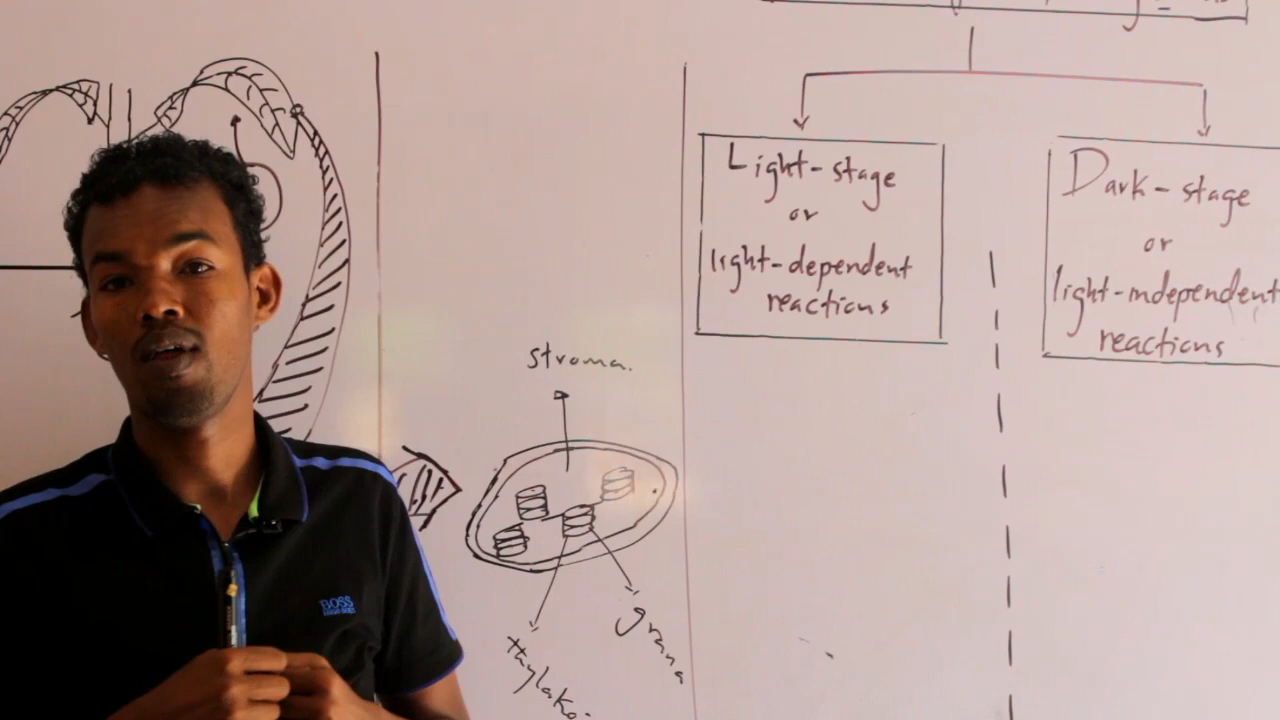 Light-stage
or
light-dependent
reactions
Dark-stage
or
light-independent
reactions
stroma.
grana
thylako
BOSS